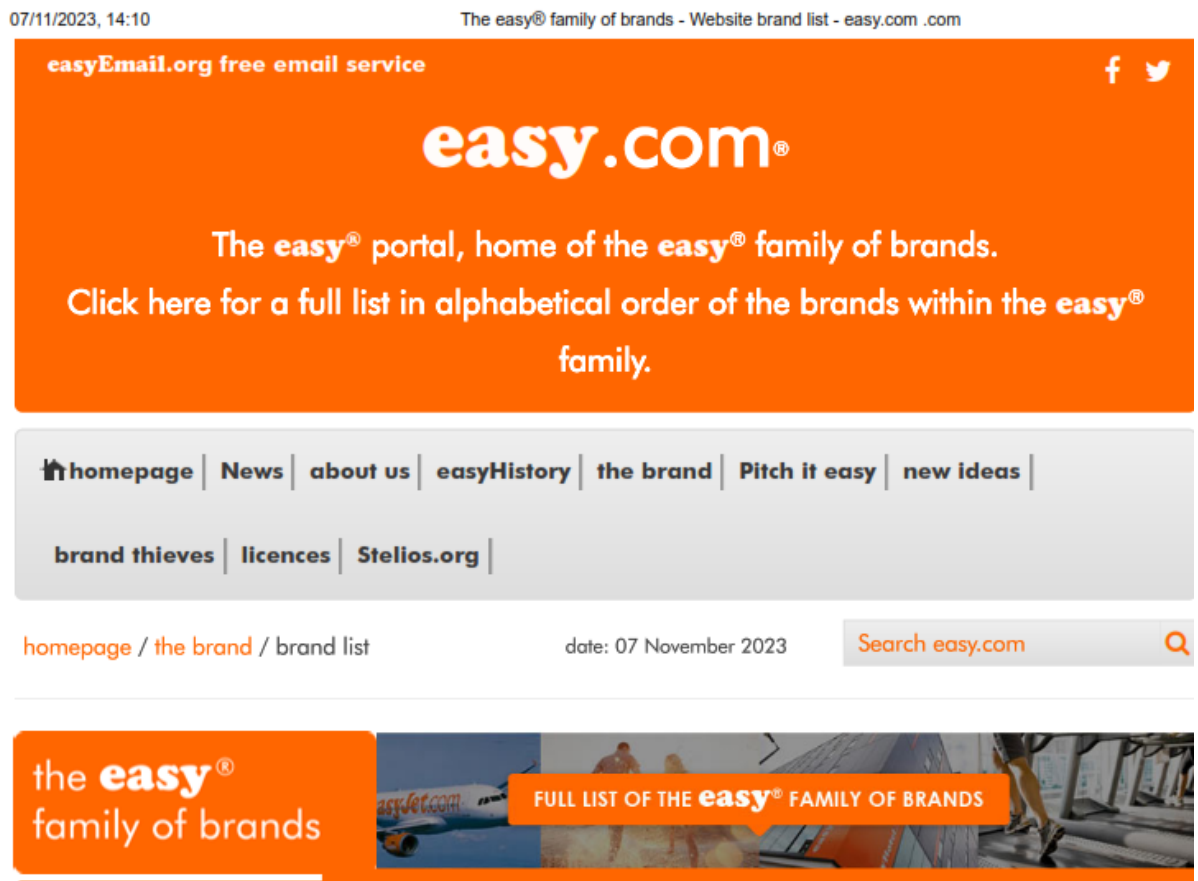 07/11/2023, 14:10 The easy® family of brands - Website brand list - easy.com .com
easyEmail.org free email service
easy.com®
The easy® portal, home of the easy® family of brands.
Click here for a full list in alphabetical order of the brands within the easy®
family.
homepage | News | about us | easyHistory | the brand | Pitch it easy | new ideas |
brand thieves | licences | Stelios.org |
homepage / the brand / brand list date: 07 November 2023 Search easy.com
the easy®
family of brands
easyJet.com
FULL LIST OF THE easy® FAMILY OF BRANDS